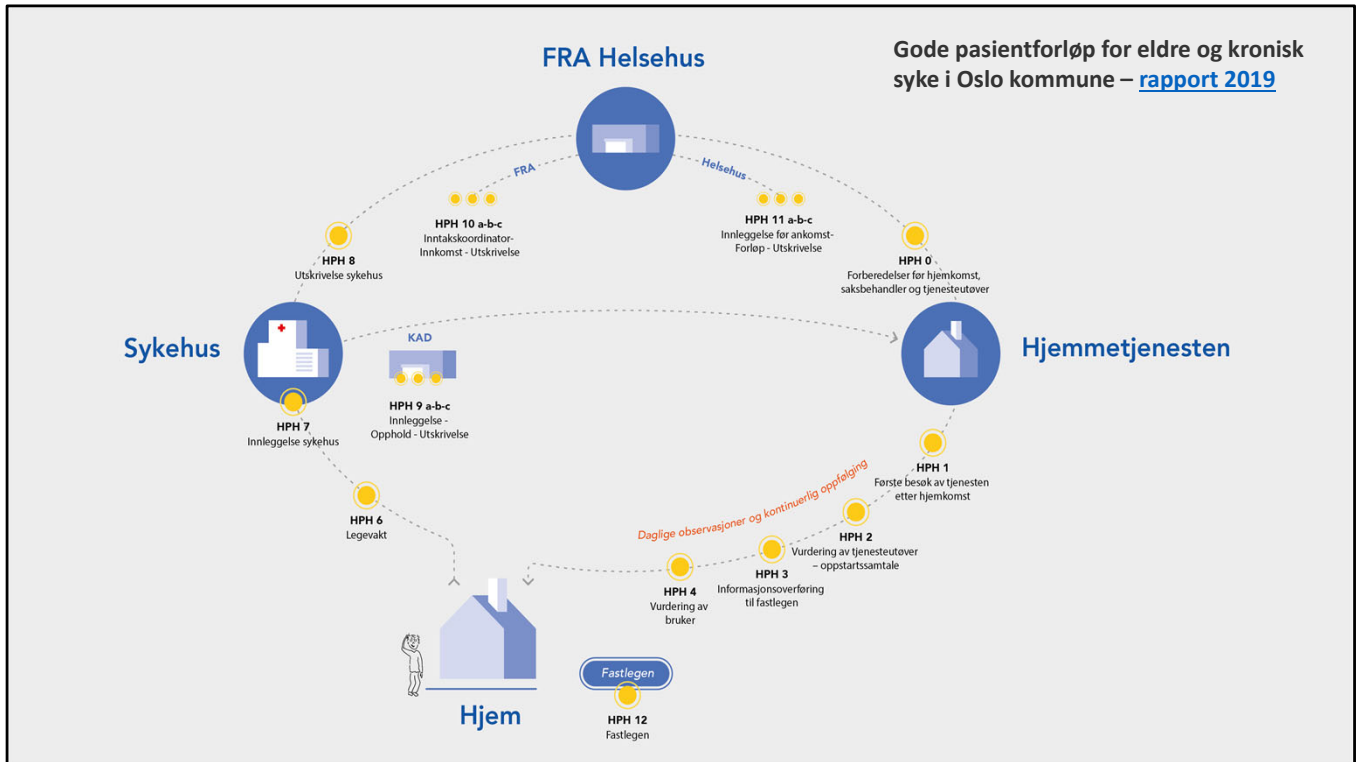 Gode pasientforløp for eldre og kronisk
syke i Oslo kommune – rapport 2019
FRA Helsehus
FRA
Helsehus
HPH 10 a-b-c
Inntakskoordinator-
Innkomst - Utskrivelse
HPH 11 a-b-c
Innleggelse før ankomst-
Forløp - Utskrivelse
HPH 8
Utskrivelse sykehus
HPH 0
Forberedelser før hjemkomst,
saksbehandler og tjenesteutøver
Sykehus
KAD
Hjemmetjenesten
HPH 9 a-b-c
Innleggelse -
Opphold - Utskrivelse
HPH 7
Innleggelse sykehus
HPH 1
Første besøk av tjenesten
etter hjemkomst
Daglige observasjoner og kontinuerlig oppfølging
HPH 6
Legevakt
HPH 2
Vurdering av tjenesteutøver
– oppstartssamtale
HPH 3
Informasjonsoverføring
til fastlegen
HPH 4
Vurdering av
bruker
Hjem
Fastlegen
HPH 12
Fastlegen